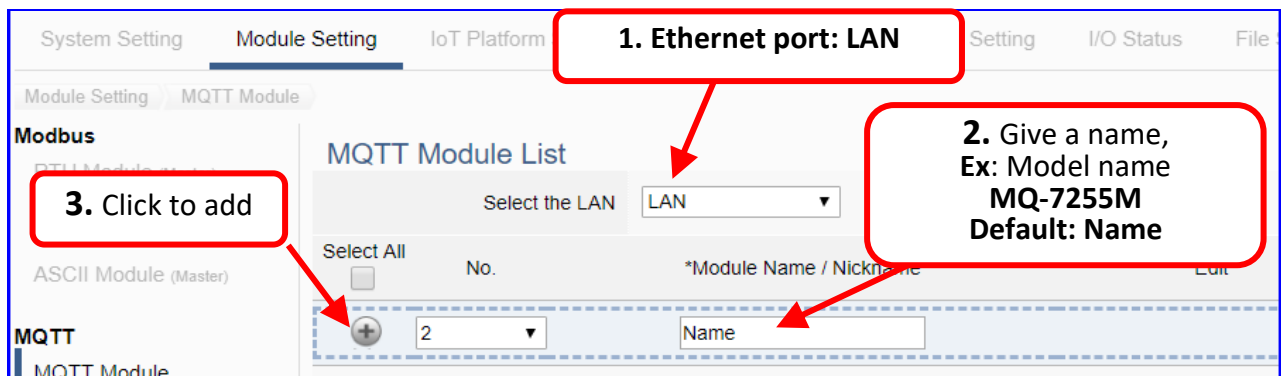 System Setting Module Setting IoT Platform Setting I/O Status File
1. Ethernet port: LAN
Module Setting MQTT Module
Modbus
3. Click to add
ASCII Module (Master)
MQTT
MQTT Module
MQTT Module List
Select the LAN LAN
2. Give a name,
Ex: Model name
MQ-7255M
Default: Name
Select All No. *Module Name / Nickname Edit
2 Name